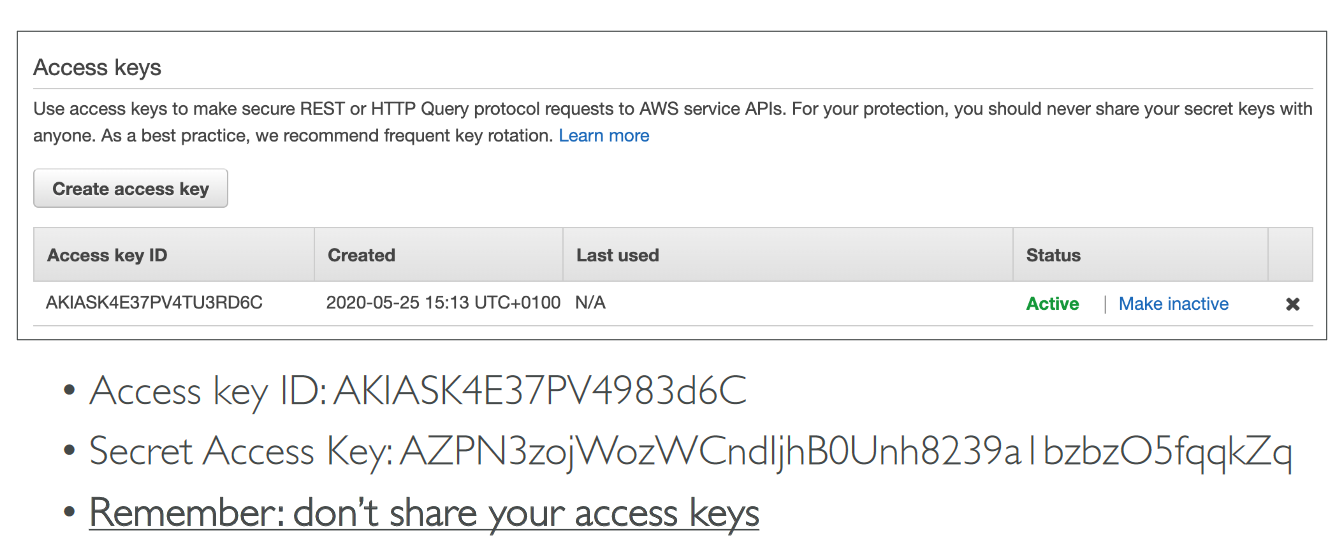 Access keys
Use access keys to make secure REST or HTTP Query protocol requests to AWS service APIs. For your protection, you should never share your secret keys with
anyone. As a best practice, we recommend frequent key rotation. Learn more
Create access key
Access key ID Created Last used Status
AKIASK4E37PV4TU3RD6C 2020-05-25 15:13 UTC+0100 N/A Active | Make inactive ✖
• Access key ID: AKIASK4E37PV4983d6C
• Secret Access Key: AZPN3zojWozWCndIjhB0Unh8239a1bzbzO5fqqkZq
• Remember: don’t share your access keys